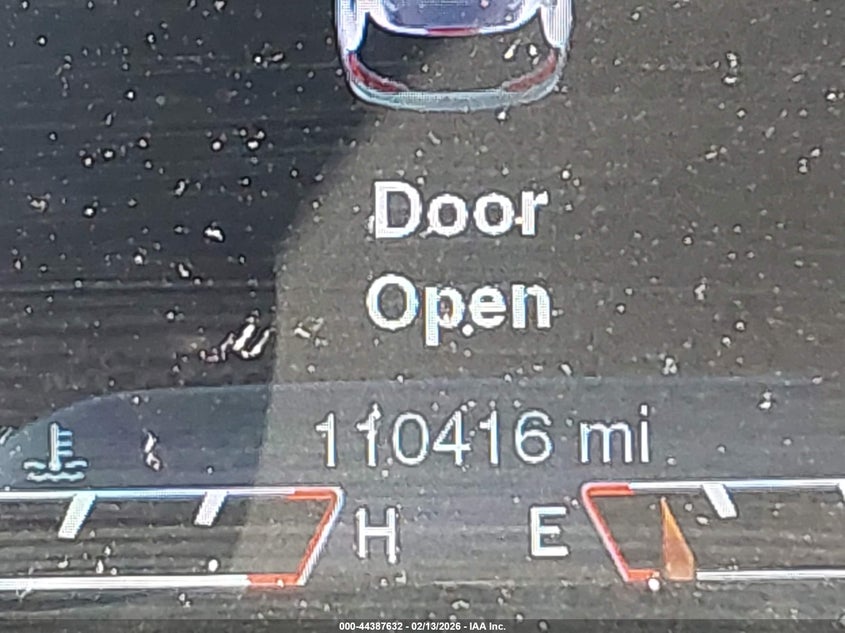 Door
Open
110416 mi
H E
000-44387632 - 02/13/2026 - IAA Inc.